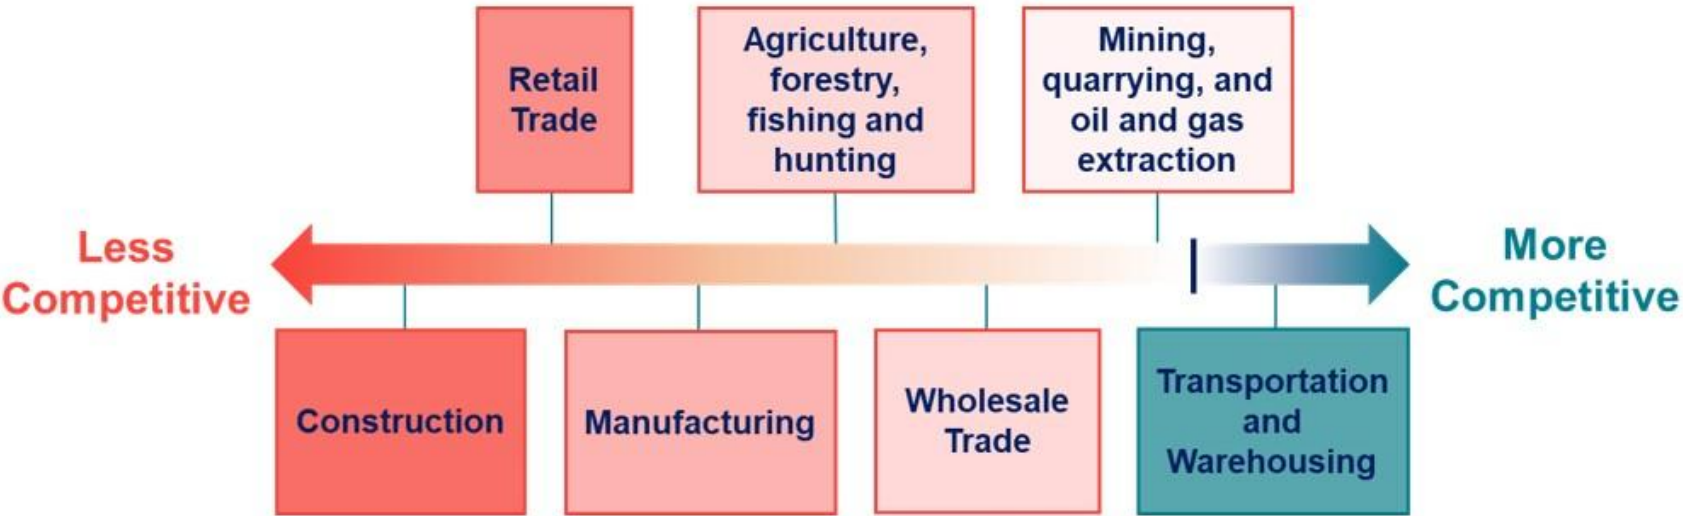 Retail
Trade
Agriculture,
forestry,
fishing and
hunting
Mining,
quarrying, and
oil and gas
extraction
Less
Competitive
More
Competitive
Construction
Manufacturing
Wholesale
Trade
Transportation
and
Warehousing